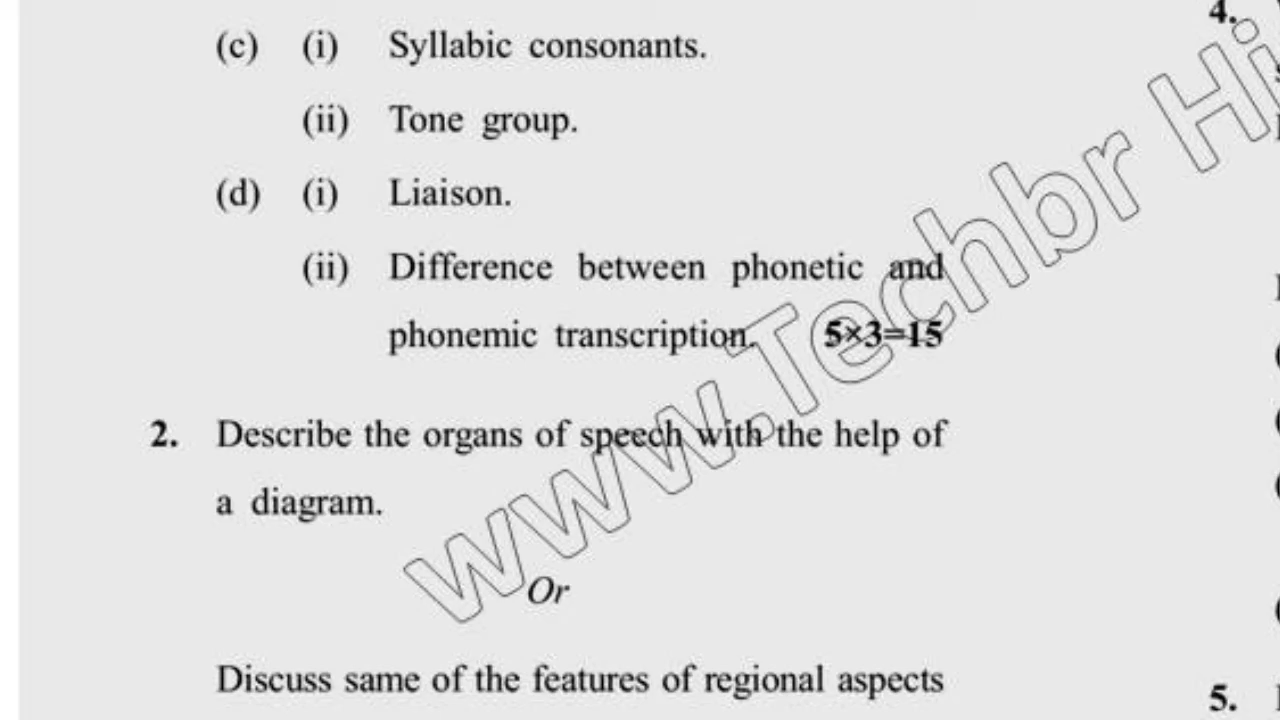 (c) (i) Syllabic consonants.
(ii) Tone group.
(d) (i) Liaison.
(ii) Difference between phonetic and
phonemic transcription. 5×3=15
2. Describe the organs of speech with the help of
a diagram.
Or
Discuss same of the features of regional aspects
4.
5.
www.Techbr Hi